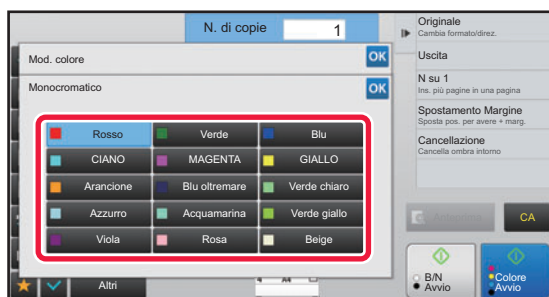 N. di copie 1
Mod. colore OK
Monocromatico OK
Rosso Verde Blu
CIANO MAGENTA GIALLO
Arancione Blu oltremare Verde chiaro
Azzurro Acquamarina Verde giallo
Viola Rosa Beige
Altri
A4
Originale
Cambia formato/direz.
Uscita
N su 1
Ins. più pagine in una pagina
Spostamento Margine
Sposta pos. per avere + marg.
Cancellazione
Cancella ombra intorno
Anteprima CA
B/N
Avvio
Colore
Avvio